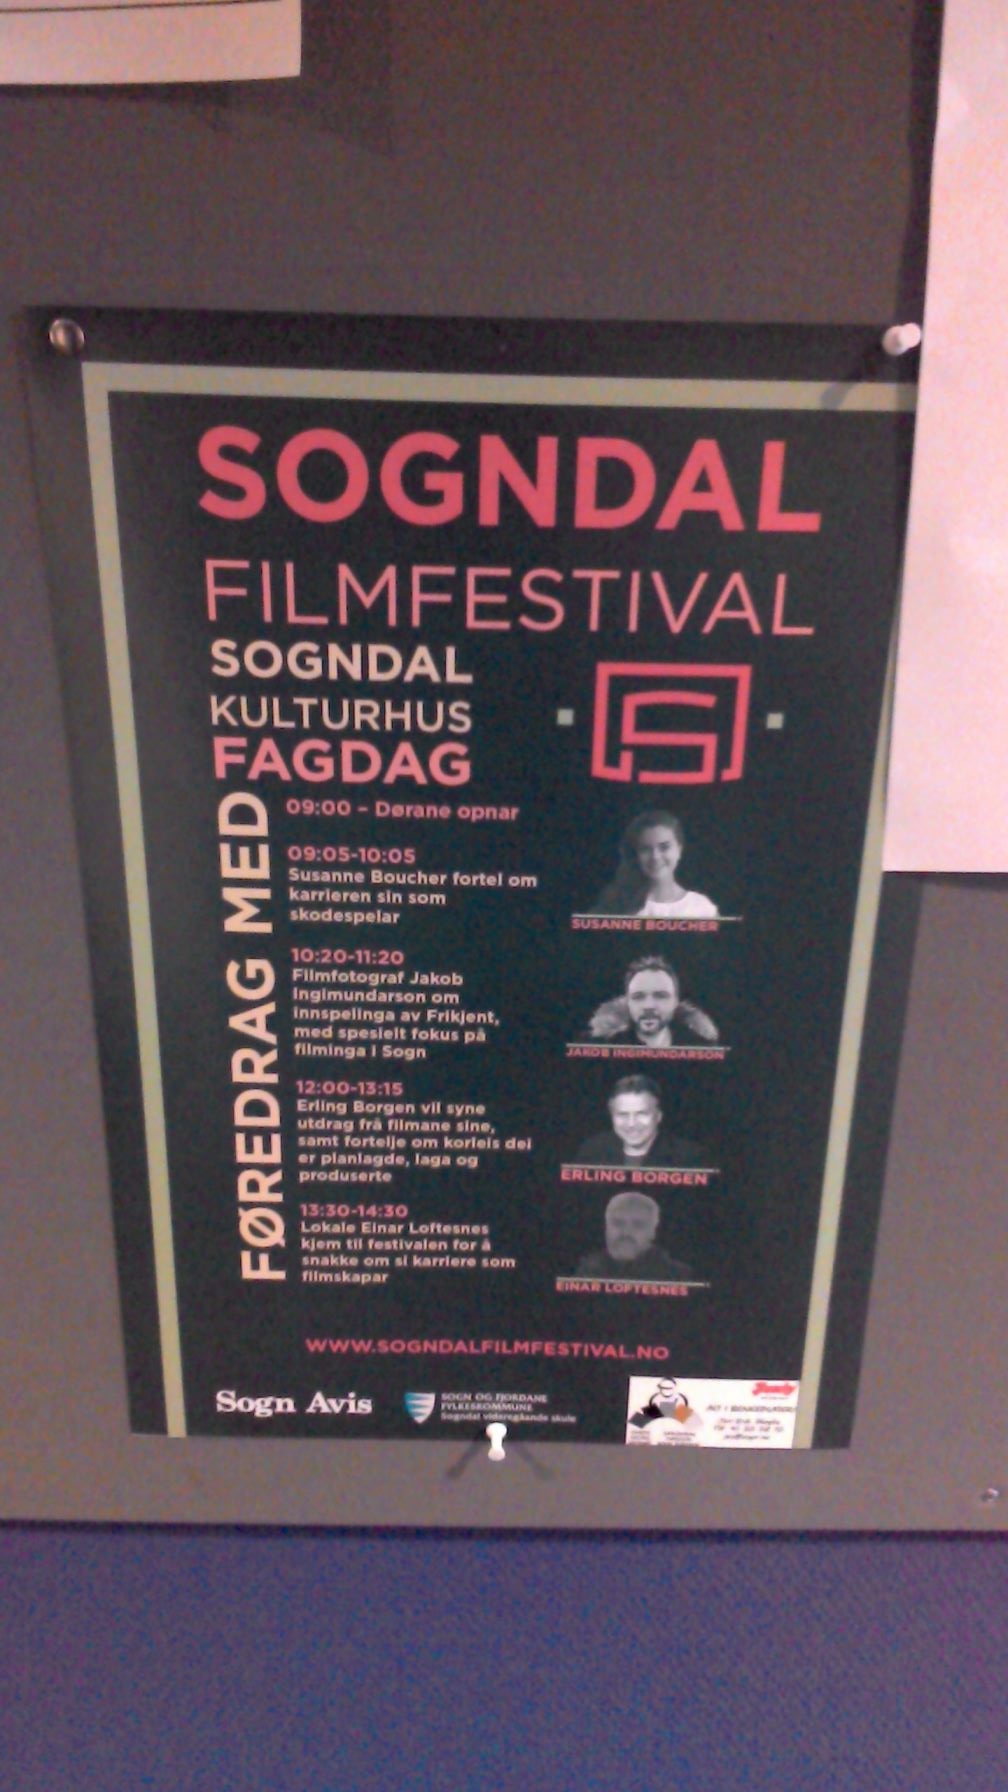 SOGNDAL
FILMFESTIVAL
SOGNDAL
KULTURHUS
FAGDAG
FØREDRAG MED
09:00 – Dørane opnar
09:05-10:05
Susanne Boucher fortel om
karrieren sin som
skodespelar
SUSANNE BOUCHER
10:20-11:20
Filmfotograf Jakob
Ingimundarson om
innspelinga av Frikjent,
med spesielt fokus på
filminga i Sogn
JAKOB INGIMUNDARSON
12:00-13:15
Erling Borgen vil syne
utdrag frå filmane sine,
samt fortelje om korleis dei
er planlagde, laga og
produserte
ERLING BORGEN
13:30-14:30
Lokale Einar Loftesnes
kjem til festivalen for å
snakke om si karriere som
filmskapar
EINAR LOFTESNES
WWW.SOGNDALFILMFESTIVAL.NO
Sogn Avis
SOGN OG FJORDANE
FYLKESKOMMUNE
Sogndal vidaregåande skule